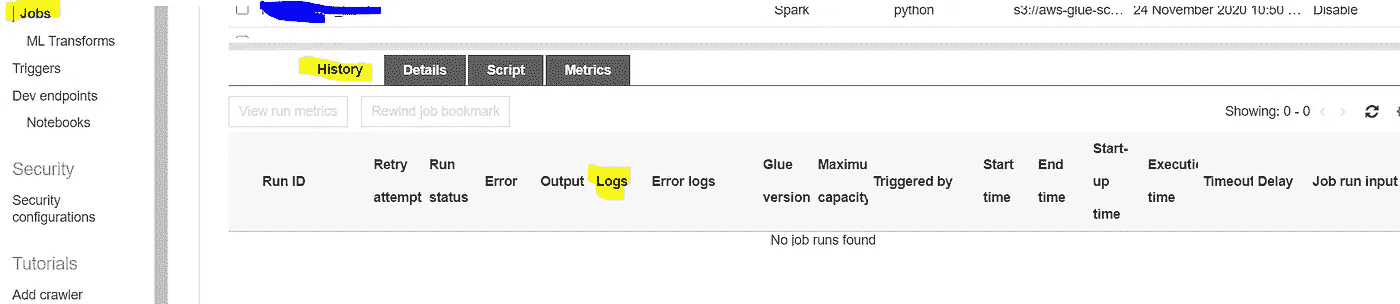 Jobs
ML Transforms
Triggers
Dev endpoints
Notebooks
Security
Security
configurations
Tutorials
Add crawler
Spark python s3://aws-glue-sc... 24 November 2020 10:50 ... Disable
History Details Script Metrics
View run metrics Rewind job bookmark Showing: 0 - 0
Run ID Retry attempt Run status Error Output Logs Error logs Glue version Maximu capacity Triggered by Start time End time Start-up time Executi time Timeout Delay Job run input
No job runs found